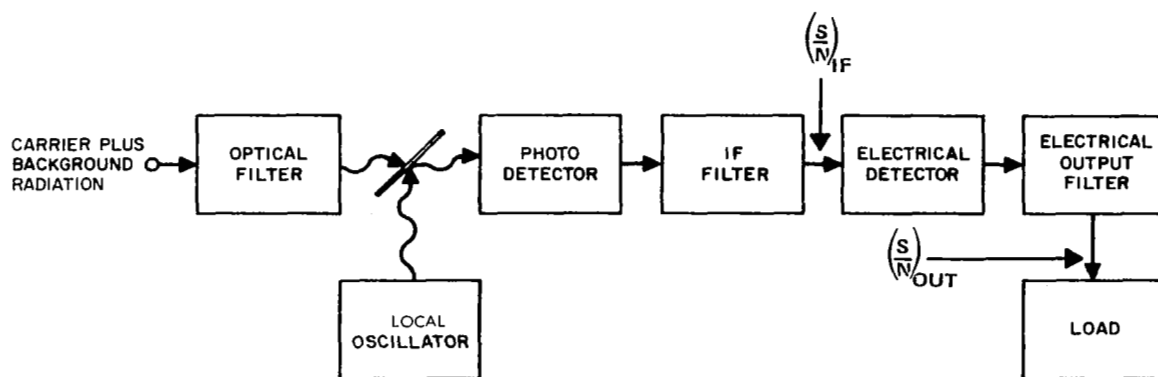 CARRIER PLUS
BACKGROUND
RADIATION
OPTICAL
FILTER
PHOTO
DETECTOR
IF
FILTER
(S/N)IF
ELECTRICAL
DETECTOR
ELECTRICAL
OUTPUT
FILTER
(S/N)OUT
LOCAL
OSCILLATOR
LOAD